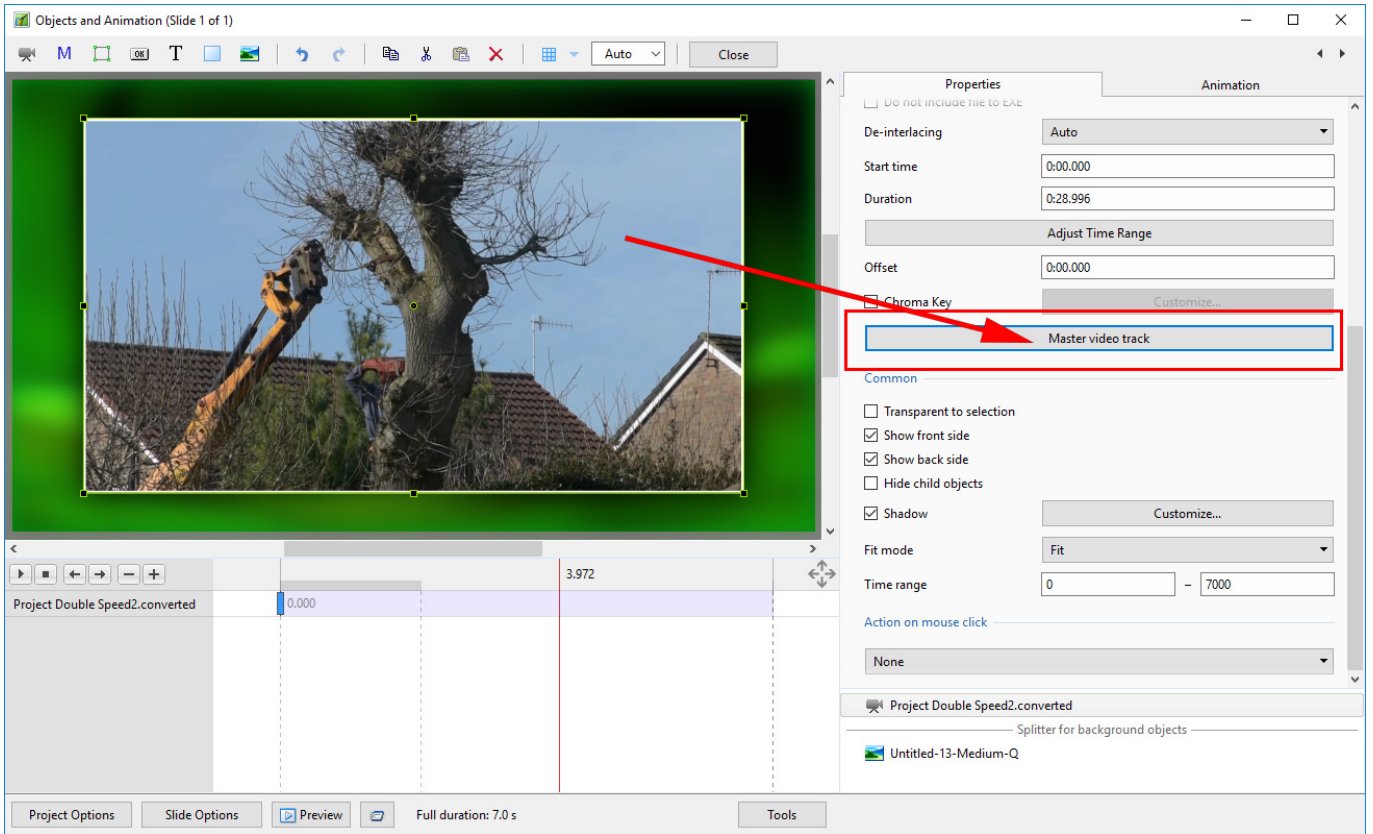 Objects and Animation (Slide 1 of 1)
M OK T Auto Close
Properties Animation
Do not include file to EXE
De-interlacing Auto
Start time 0:00.000
Duration 0:28.996
Adjust Time Range
Offset 0:00.000
Chroma Key Customize...
Master video track
Common
Transparent to selection
Show front side
Show back side
Hide child objects
Shadow Customize...
Fit mode Fit
Time range 0 – 7000
Action on mouse click
None
3.972
Project Double Speed2.converted 0.000
Project Double Speed2.converted
Splitter for background objects
Untitled-13-Medium-Q
Project Options Slide Options Preview Full duration: 7.0 s Tools